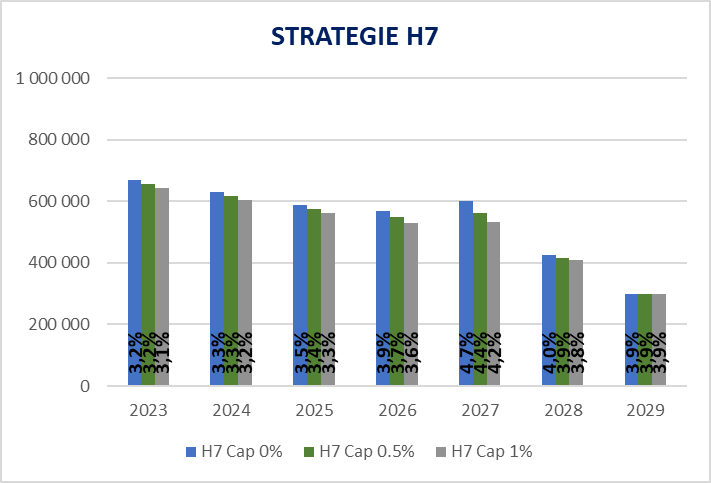 STRATEGIE H7
1 000 000
800 000
600 000
400 000
200 000
0
3,2% 3,2% 3,1% 3,3% 3,3% 3,2% 3,5% 3,4% 3,3% 3,9% 3,7% 3,6% 4,7% 4,4% 4,2% 4,0% 3,9% 3,8% 3,9% 3,9% 3,9%
2023 2024 2025 2026 2027 2028 2029
H7 Cap 0% H7 Cap 0.5% H7 Cap 1%